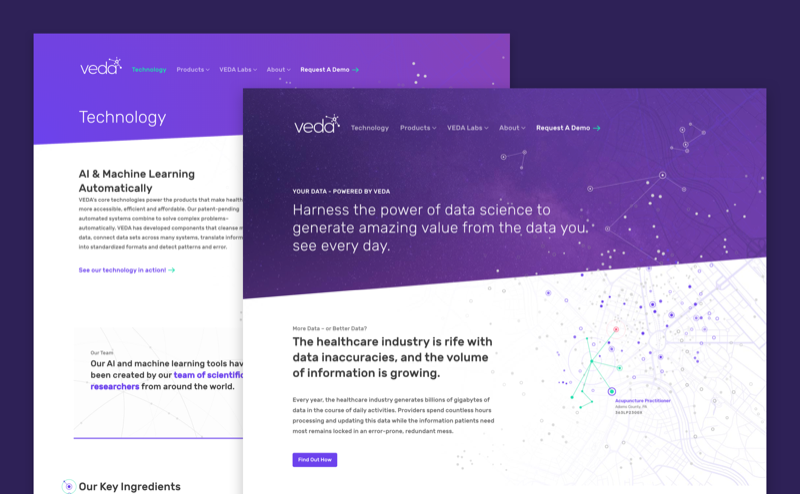 veda
Technology
Products
VEDA Labs
About
Request A Demo →
Technology
AI & Machine Learning
Automatically
VEDA's core technologies power the products that make health
more accessible, efficient and affordable. Our patent-pending
automated systems combine to solve complex problems–
automatically. VEDA has developed components that cleanse
data, connect data sets across many systems, translate
into standardized formats and detect patterns and error.
See our technology in action! →
Our Team
Our AI and machine learning tools hav
been created by our team of scientific
researchers from around the world.
Our Key Ingredients
veda
Technology
Products
VEDA Labs
About
Request A Demo →
YOUR DATA - POWERED BY VEDA
Harness the power of data science to
generate amazing value from the data you
see every day.
More Data – or Better Data?
The healthcare industry is rife with
data inaccuracies, and the volume
of information is growing.
Every year, the healthcare industry generates billions of gigabytes of
data in the course of daily activities. Providers spend countless hours
processing and updating this data while the information patients need
most remains locked in an error-prone, redundant mess.
Find Out How
Acupuncture Practitioner
Adams County, PA